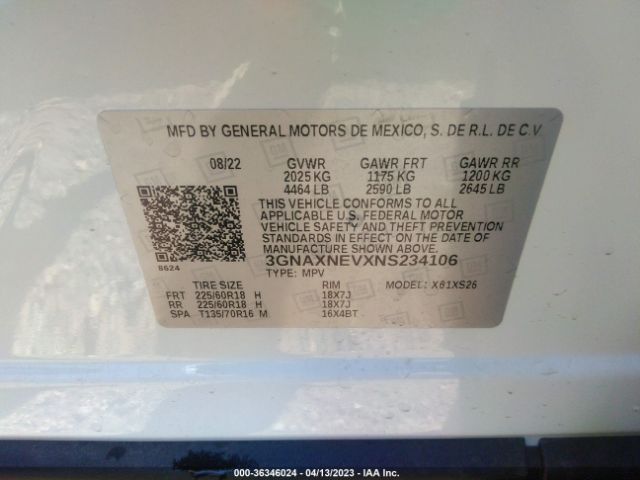 MFD BY GENERAL MOTORS DE MEXICO, S. DE R.L. DE C.V
08/22 GVWR GAWR FRT GAWR RR
2025 KG 1175 KG 1200 KG
4464 LB 2590 LB 2645 LB
THIS VEHICLE CONFORMS TO ALL
APPLICABLE U.S. FEDERAL MOTOR
VEHICLE SAFETY AND THEFT PREVENTION
STANDARDS IN EFFECT ON THE DATE OF
MANUFACTURE SHOWN ABOVE.
8624 3GNAXNEVXNS234106
TYPE: MPV
TIRE SIZE RIM MODEL: X61XS26
FRT 225/60R18 H 18X7J
RR 225/60R18 H 18X7J
SPA T135/70R16 M 16X4BT
000-36346024 - 04/13/2023 - IAA Inc.